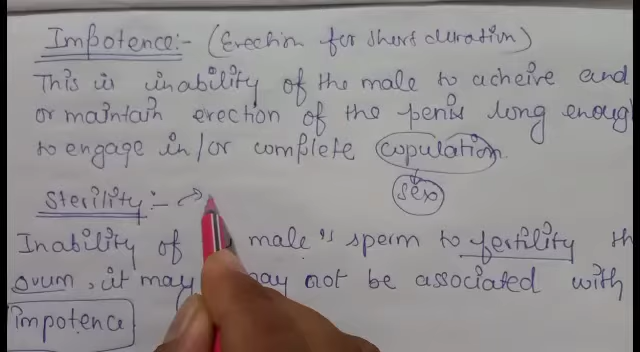 Impotence:- (Erection for short duration)
This is inability of the male to acheive and
or maintain erection of the penis long enoug
to engage in/or complete copulation.
sex
Sterility:- →
Inability of male's sperm to fertility th
ovum, it may may not be associated with
impotence